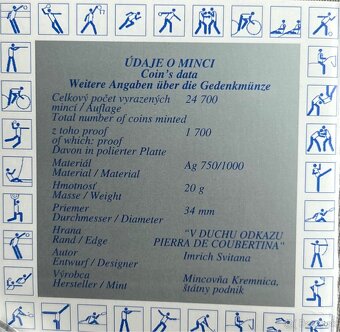 ÚDAJE O MINCI
Coin's data
Weitere Angaben über die Gedenkmünze
Celkový počet vyrazených 24 700
mincí / Auflage
Total number of coins minted
z toho proof 1 700
of which: proof
Davon in polierter Platte
Materiál Ag 750/1000
Material / Material
Hmotnosť 20 g
Masse / Weight
Priemer 34 mm
Durchmesser / Diameter
Hrana "V DUCHU ODKAZU
Rand / Edge PIERRA DE COUBERTINA"
Autor Imrich Svitana
Entwurf / Designer
Výrobca Mincovňa Kremnica,
Hersteller / Mint štátny podnik